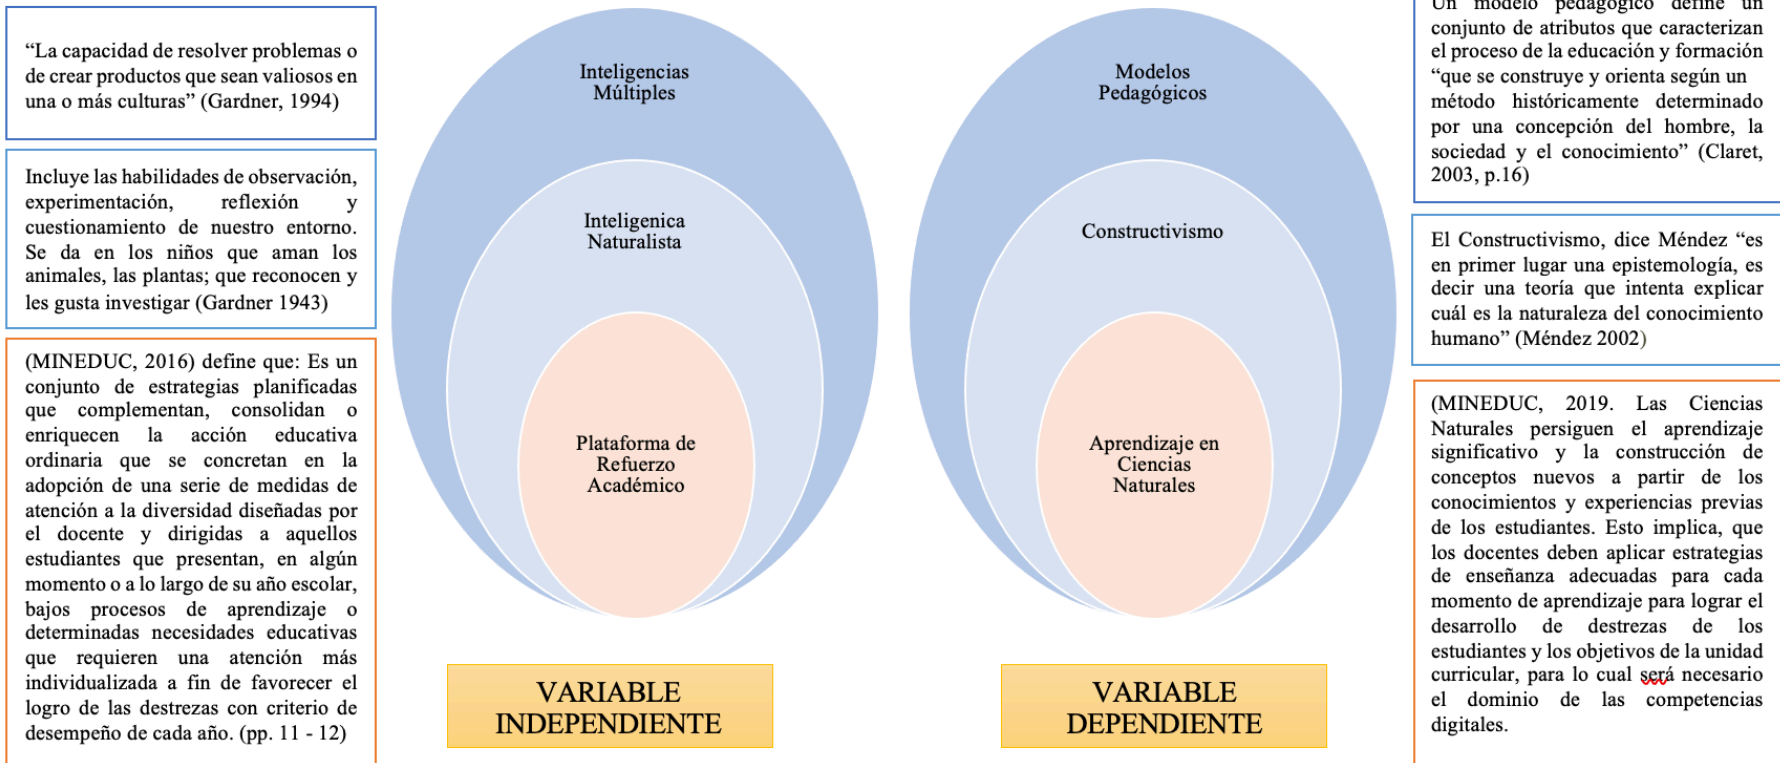 “La capacidad de resolver problemas o
de crear productos que sean valiosos en
una o más culturas” (Gardner, 1994)
Incluye las habilidades de observación,
experimentación, reflexión y
cuestionamiento de nuestro entorno.
Se da en los niños que aman los
animales, las plantas; que reconocen y
les gusta investigar (Gardner 1943)
(MINEDUC, 2016) define que: Es un
conjunto de estrategias planificadas
que complementan, consolidan o
enriquecen la acción educativa
ordinaria que se concretan en la
adopción de una serie de medidas de
atención a la diversidad diseñadas por
el docente y dirigidas a aquellos
estudiantes que presentan, en algún
momento o a lo largo de su año escolar,
bajos procesos de aprendizaje o
determinadas necesidades educativas
que requieren una atención más
individualizada a fin de favorecer el
logro de las destrezas con criterio de
desempeño de cada año. (pp. 11 - 12)
Inteligencias
Múltiples
Inteligenica
Naturalista
Plataforma de
Refuerzo
Académico
VARIABLE
INDEPENDIENTE
Modelos
Pedagógicos
Constructivismo
Aprendizaje en
Ciencias
Naturales
VARIABLE
DEPENDIENTE
Un modelo pedagógico define un
conjunto de atributos que caracterizan
el proceso de la educación y formación
“que se construye y orienta según un
método históricamente determinado
por una concepción del hombre, la
sociedad y el conocimiento” (Claret,
2003, p.16)
El Constructivismo, dice Méndez “es
en primer lugar una epistemología, es
decir una teoría que intenta explicar
cuál es la naturaleza del conocimiento
humano” (Méndez 2002)
(MINEDUC, 2019. Las Ciencias
Naturales persiguen el aprendizaje
significativo y la construcción de
conceptos nuevos a partir de los
conocimientos y experiencias previas
de los estudiantes. Esto implica, que
los docentes deben aplicar estrategias
de enseñanza adecuadas para cada
momento de aprendizaje para lograr el
desarrollo de destrezas de los
estudiantes y los objetivos de la unidad
curricular, para lo cual será necesario
el dominio de las competencias
digitales.